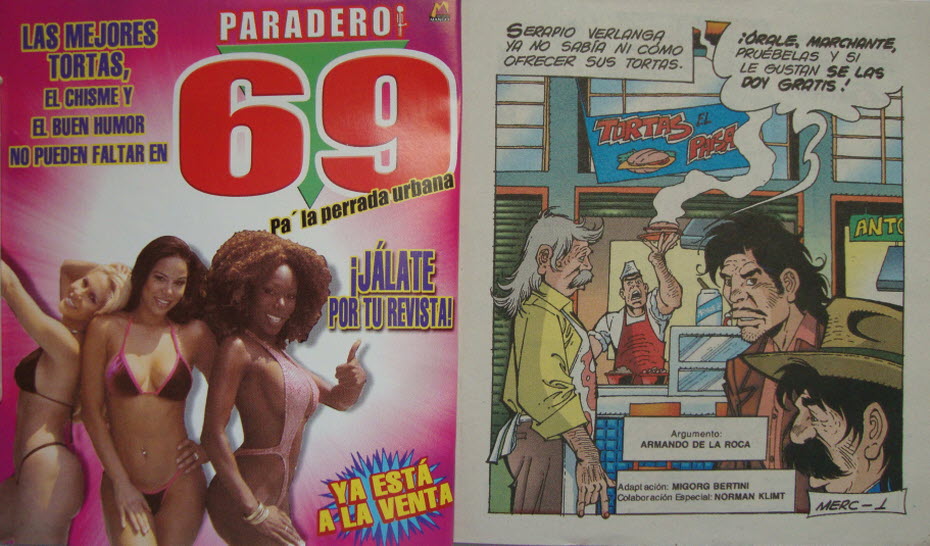 LAS MEJORES
TORTAS,
EL CHISME Y
EL BUEN HUMOR
NO PUEDEN FALTAR EN
PARADERO
69
Pa´ la perrada urbana
¡JÁLATE
POR TU REVISTA!
YA ESTÁ
A LA VENTA
SERAPIO VERLANGA
YA NO SABÍA NI CÓMO
OFRECER SUS TORTAS.
¡ÓRALE, MARCHANTE,
PRUÉBELAS Y SI
LE GUSTAN SE LAS
DOY GRATIS!
TORTAS EL
PAISA
ANTO
Argumento:
ARMANDO DE LA ROCA
Adaptación: MIGORG BERTINI
Colaboración Especial: NORMAN KLIMT
MERC-1